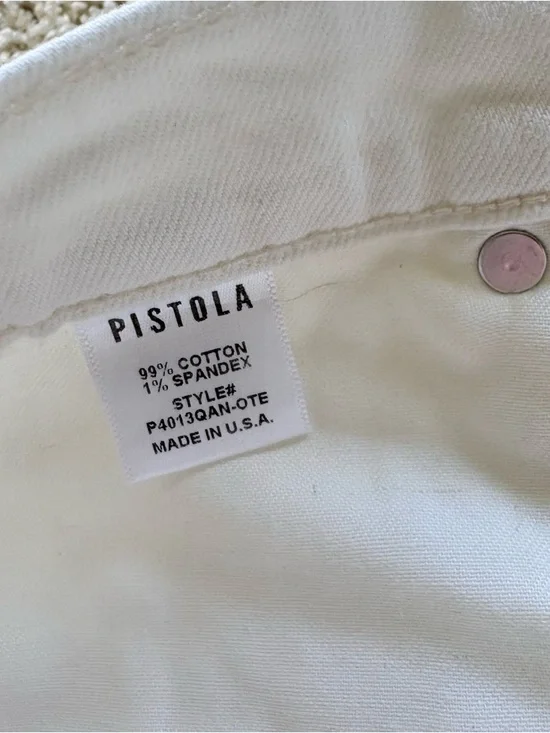 PISTOLA
99% COTTON
1% SPANDEX
STYLE#
P4013QAN-OTE
MADE IN U.S.A.